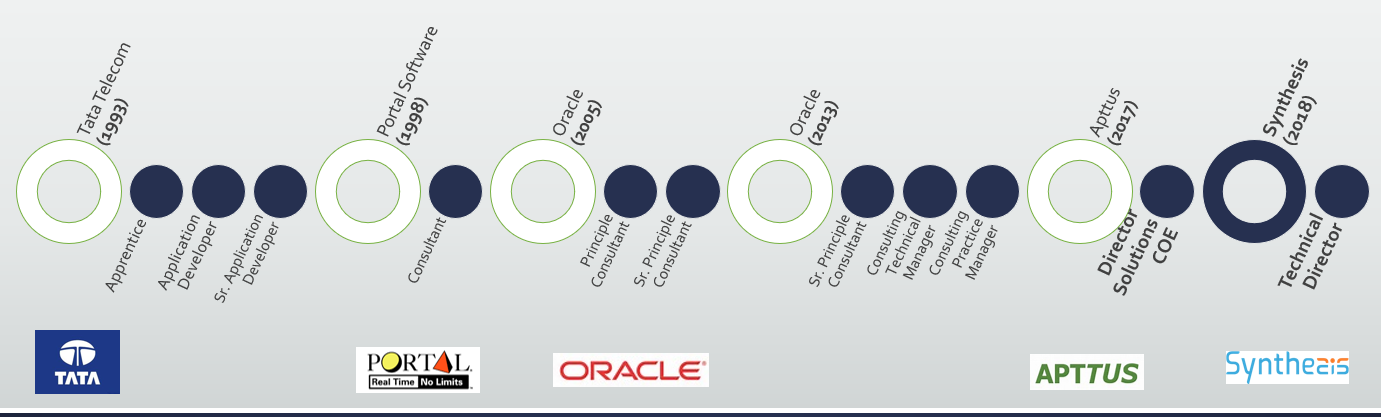 Tata Telecom
(1993)
Apprentice
Application
Developer
Sr. Application
Developer
Portal Software
(1998)
Consultant
Oracle
(2005)
Principle
Consultant
Sr. Principle
Consultant
Oracle
(2013)
Sr. Principle
Consultant
Consulting
Technical
Manager
Consulting
Practice
Manager
Apttus
(2017)
Director
Solutions
COE
Synthesis
(2018)
Technical
Director
TATA
PORTAL
Real Time No Limits
ORACLE
APTTUS
Synthesis